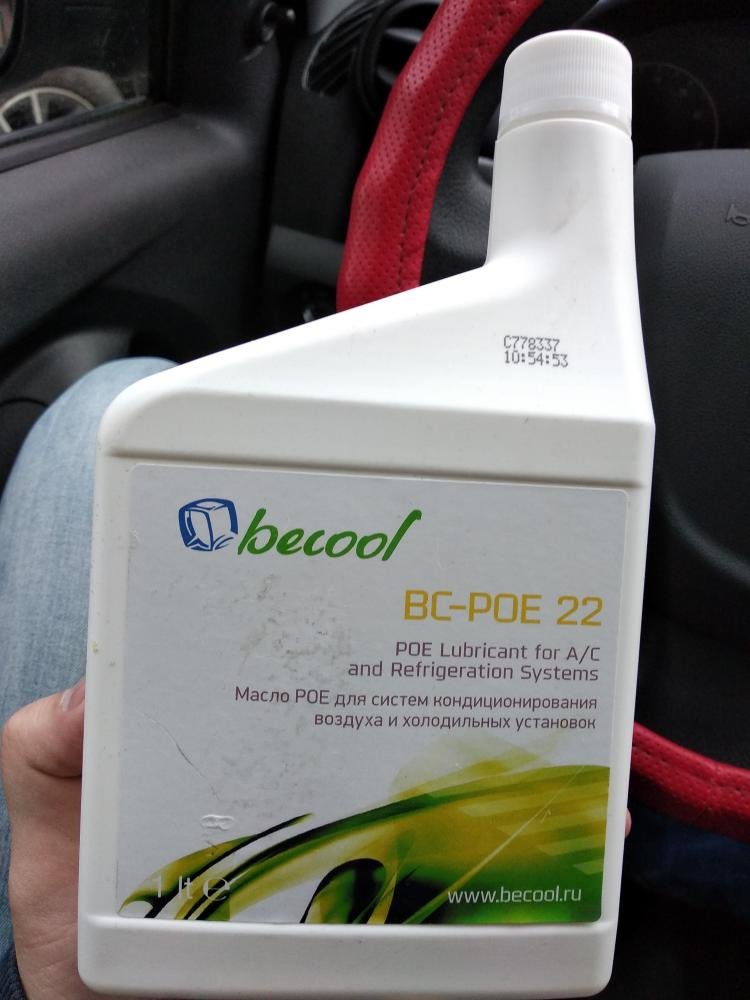 C778337
10:54:53
becool
BC-POE 22
POE Lubricant for A/C
and Refrigeration Systems
Масло POE для систем кондиционирования
воздуха и холодильных установок
1 lt ℮
www.becool.ru